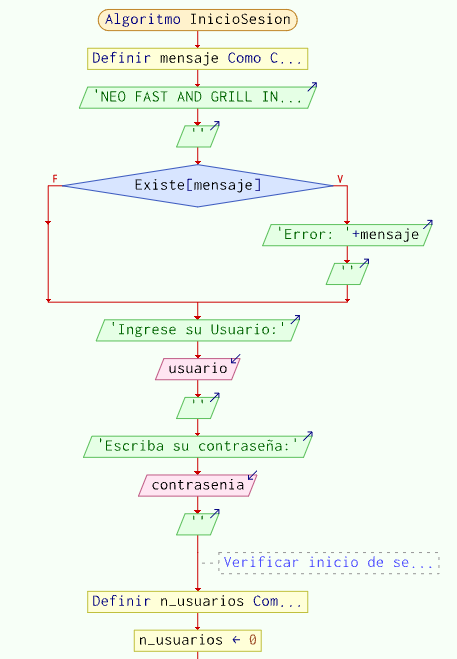 Algoritmo InicioSesion
Definir mensaje Como C...
'NEO FAST AND GRILL IN...
''
F
V
Existe[mensaje]
'Error: '+mensaje
''
'Ingrese su Usuario:'
usuario
''
'Escriba su contraseña:'
contrasenia
''
Verificar inicio de se...
Definir n_usuarios Com...
n_usuarios ← 0